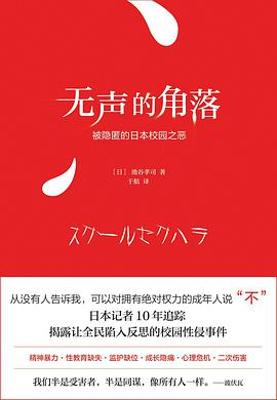 无声的角落
被隐匿的日本校园之恶
［日］池谷孝司 著
于航 译
スクールセクハラ
从没有人告诉我，可以对拥有绝对权力的成年人说“不”
日本记者10年追踪
揭露让全民陷入反思的校园性侵事件
精神暴力·性教育缺失·监护缺位·成长隐痛·心理危机·二次伤害
我们半是受害者，半是同谋，像所有人一样。——波伏瓦